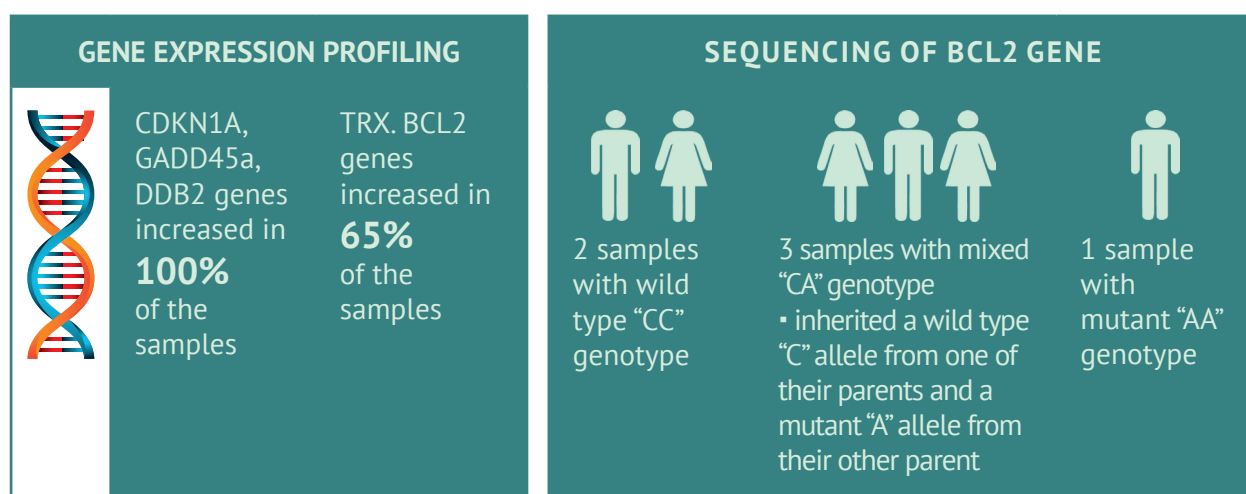 GENE EXPRESSION PROFILING
CDKN1A,
GADD45a,
DDB2 genes
increased in
100%
of the
samples
TRX. BCL2
genes
increased in
65%
of the
samples
SEQUENCING OF BCL2 GENE
2 samples
with wild
type “CC”
genotype
3 samples with mixed
“CA” genotype
▪ inherited a wild type
“C” allele from one of
their parents and a
mutant “A” allele from
their other parent
1 sample
with
mutant “AA”
genotype